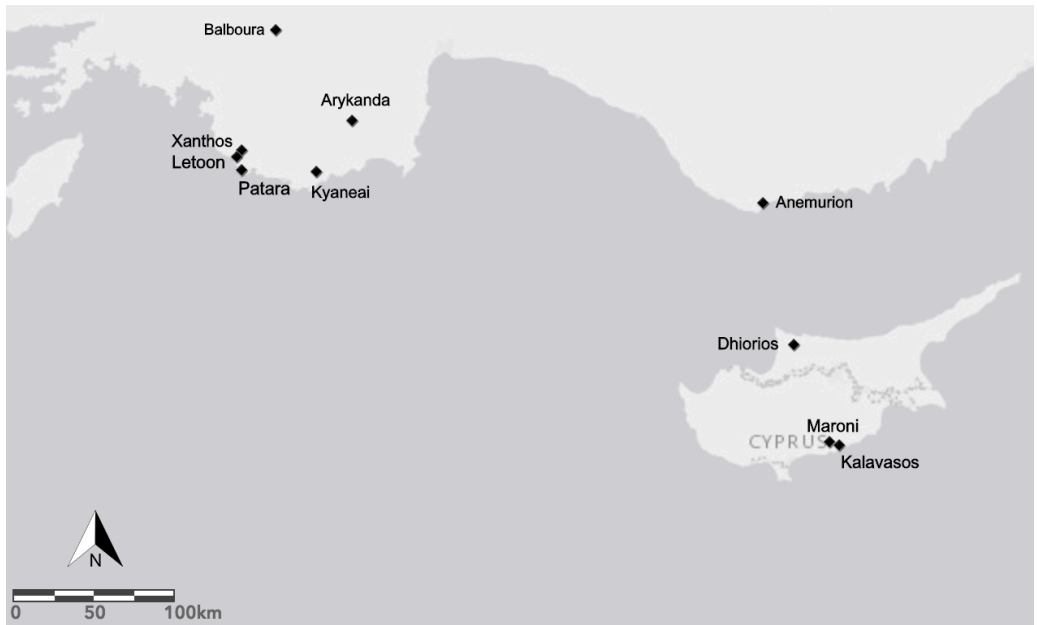 Balboura
Arykanda
Xanthos
Letoon
Patara
Kyaneai
Anemurion
Dhiorios
Maroni
CYPRUS
Kalavasos
N
0 50 100km